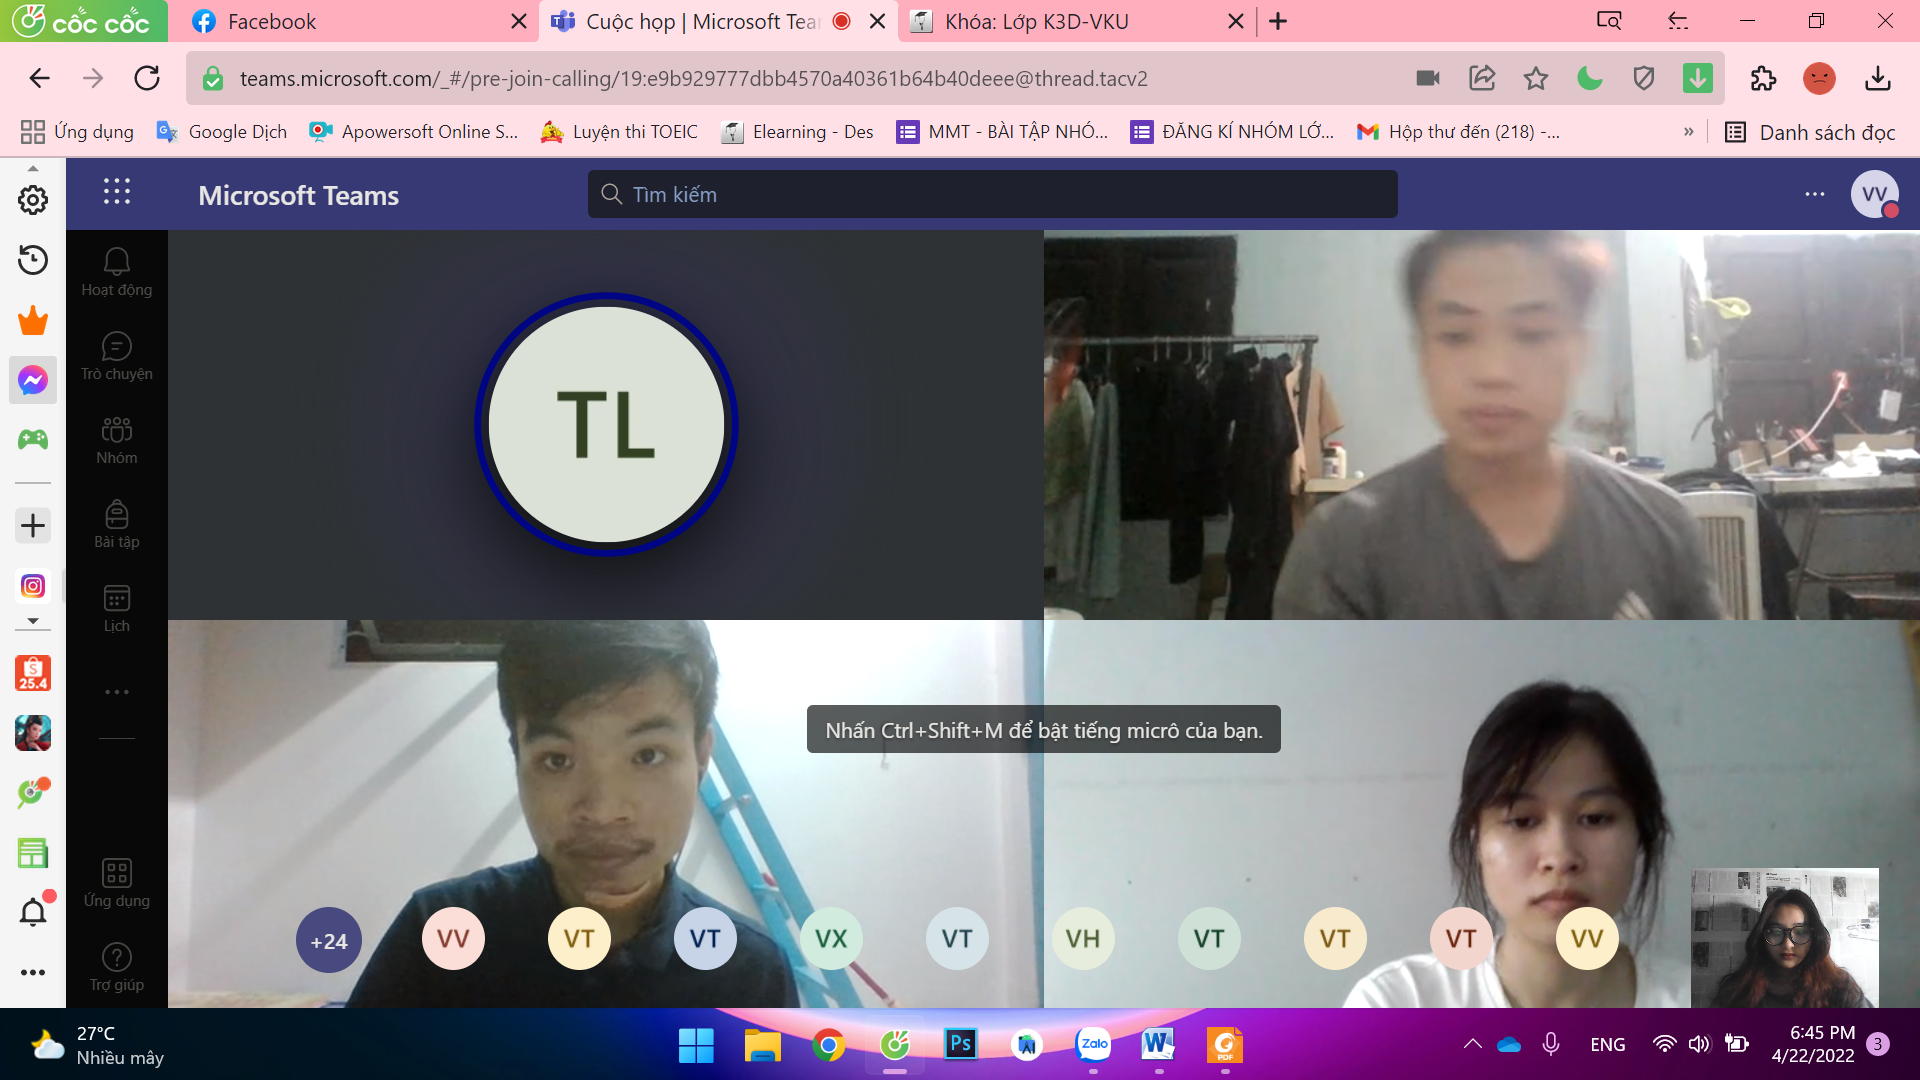 cốc cốc
Facebook
Cuộc họp | Microsoft Tea
Khóa: Lớp K3D-VKU
teams.microsoft.com/_#/pre-join-calling/19:e9b929777dbb4570a40361b64b40deee@thread.tacv2
Ứng dụng
Google Dịch
Apowersoft Online S...
Luyện thi TOEIC
Elearning - Des
MMT - BÀI TẬP NHÓ...
ĐĂNG KÍ NHÓM LỚ...
Hộp thư đến (218) -...
»
Danh sách đọc
Microsoft Teams
Tìm kiếm
VV
Hoạt động
Trò chuyện
Nhóm
Bài tập
Lịch
Ứng dụng
Trợ giúp
S
25.4
TL
Nhấn Ctrl+Shift+M để bật tiếng micrô của bạn.
+24
VV
VT
VT
VX
VT
VH
VT
VT
VT
VV
27°C
Nhiều mây
Ps
AI
Zalo
W
PDF
ENG
6:45 PM
4/22/2022
3